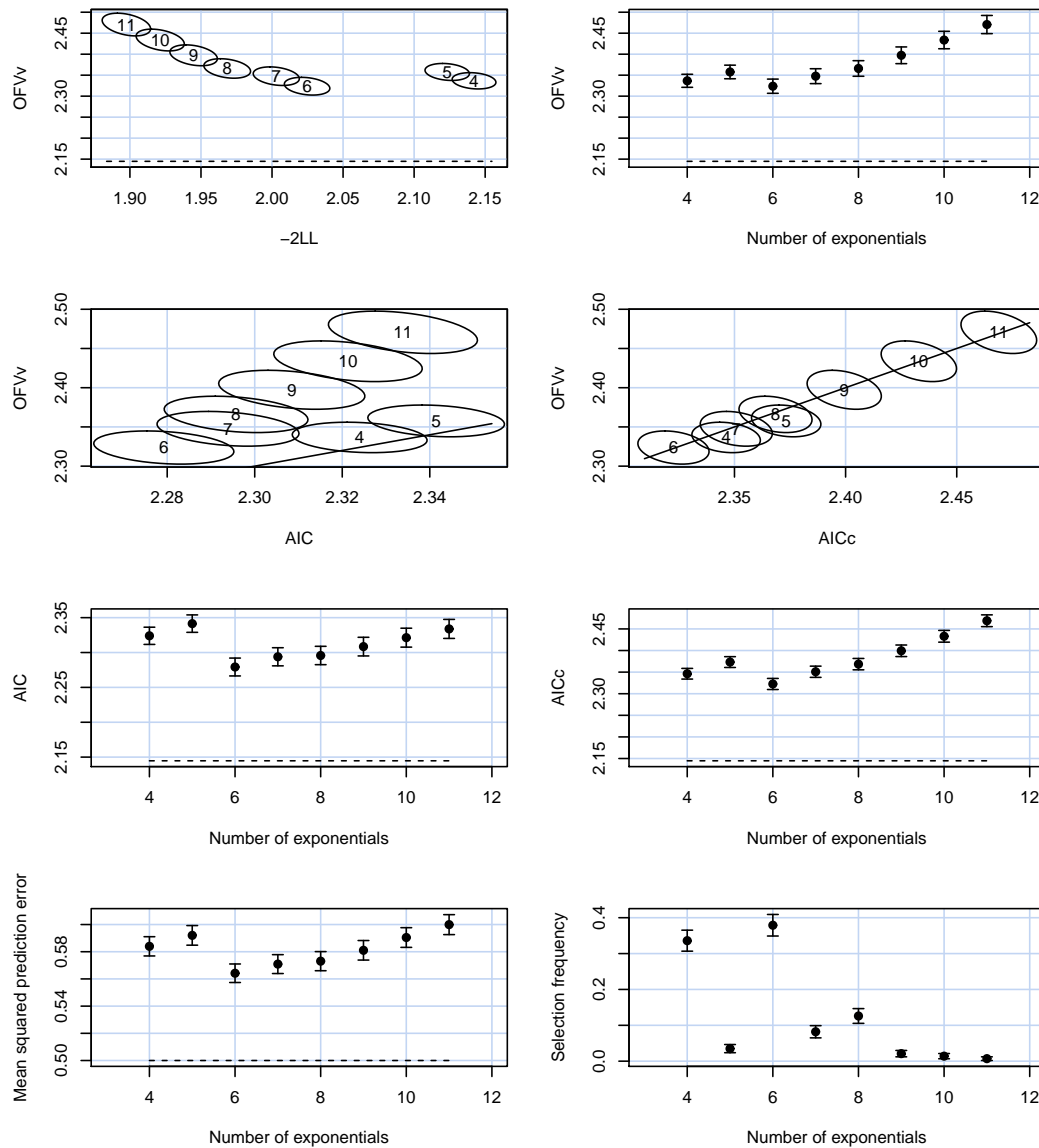 OFVv
2.15 2.30 2.45
11 10 9 8 7 6 5 4
1.90 1.95 2.00 2.05 2.10 2.15
−2LL
OFVv
2.15 2.30 2.45
4 6 8 10 12
Number of exponentials
OFVv
2.30 2.40 2.50
11
10
9
8
7
6
5
4
2.28 2.30 2.32 2.34
AIC
OFVv
2.30 2.40 2.50
11
10
9
8
5
7
4
6
2.35 2.40 2.45
AICc
AIC
2.15 2.25 2.35
4 6 8 10 12
Number of exponentials
AICc
2.15 2.30 2.45
4 6 8 10 12
Number of exponentials
Mean squared prediction error
0.50 0.54 0.58
4 6 8 10 12
Number of exponentials
Selection frequency
0.0 0.2 0.4
4 6 8 10 12
Number of exponentials